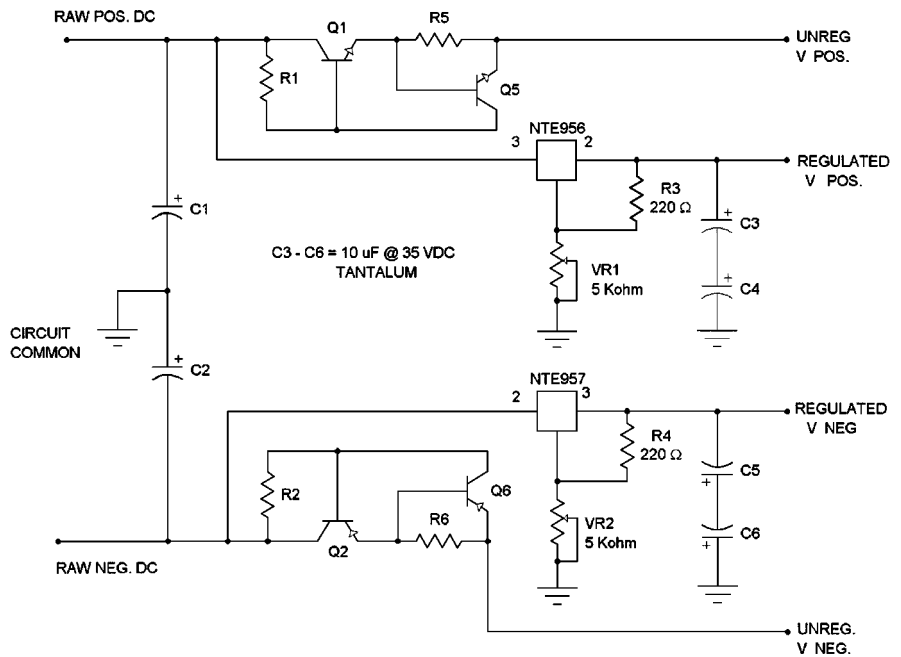 RAW POS. DC
Q1
R5
UNREG
V POS.
R1
Q5
NTE956
3
2
REGULATED
V POS.
R3
220 Ω
+
C1
+
C3
C3 - C6 = 10 uF @ 35 VDC
TANTALUM
VR1
5 Kohm
+
C4
CIRCUIT
COMMON
+
C2
NTE957
2
3
REGULATED
V NEG
R4
220 Ω
R2
Q6
C5
+
R6
VR2
5 Kohm
C6
+
Q2
RAW NEG. DC
UNREG.
V NEG.